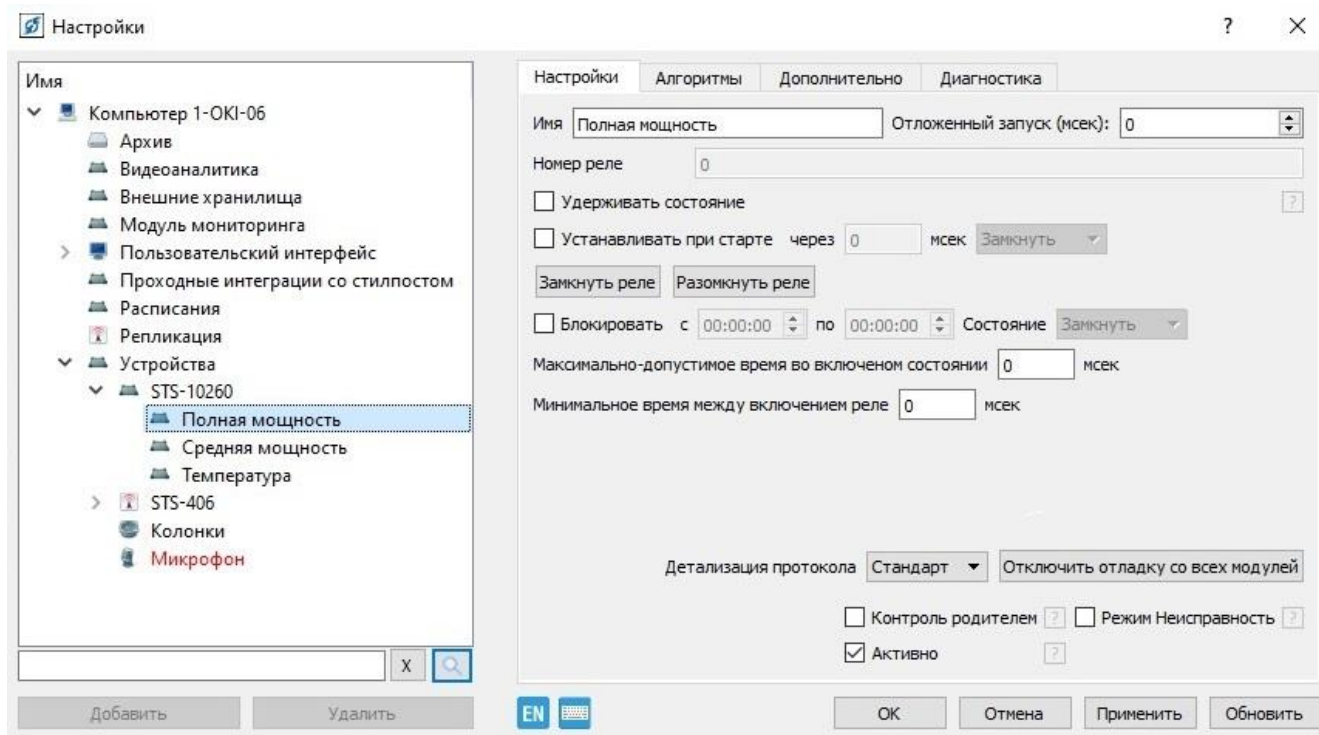 Настройки
? X
Имя
Компьютер 1-OKI-06
Архив
Видеоаналитика
Внешние хранилища
Модуль мониторинга
Пользовательский интерфейс
Проходные интеграции со стилпостом
Расписания
Репликация
Устройства
STS-10260
Полная мощность
Средняя мощность
Температура
STS-406
Колонки
Микрофон
X
Добавить Удалить
Настройки Алгоритмы Дополнительно Диагностика
Имя Полная мощность Отложенный запуск (мсек): 0
Номер реле 0
Удерживать состояние ?
Устанавливать при старте через 0 мсек Замкнуть
Замкнуть реле Разомкнуть реле
Блокировать с 00:00:00 по 00:00:00 Состояние Замкнуть
Максимально-допустимое время во включеном состоянии 0 мсек
Минимальное время между включением реле 0 мсек
Детализация протокола Стандарт Отключить отладку со всех модулей
Контроль родителем ? Режим Неисправность ?
Активно ?
EN OK Отмена Применить Обновить